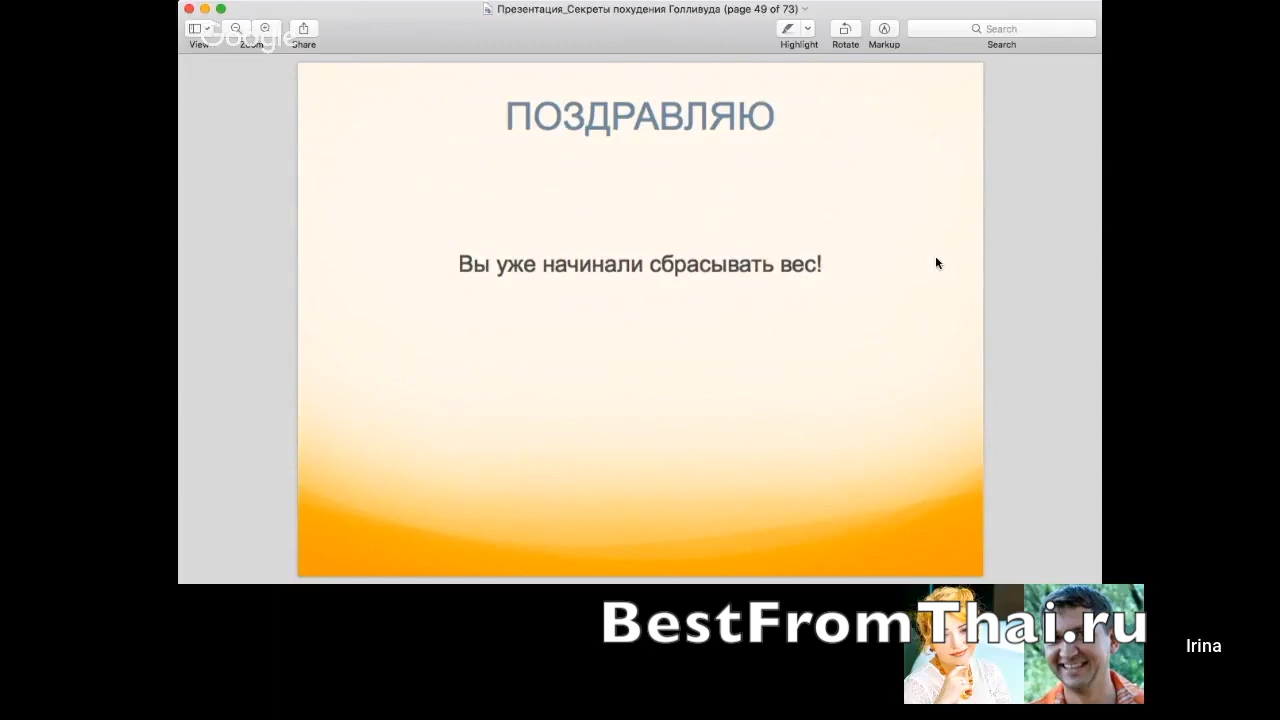 Презентация_Секреты похудения Голливуда (page 49 of 73)
Google
View
Zoom
Share
Highlight
Rotate
Markup
Search
Search
ПОЗДРАВЛЯЮ
Вы уже начинали сбрасывать вес!
BestFromThai.ru
Irina